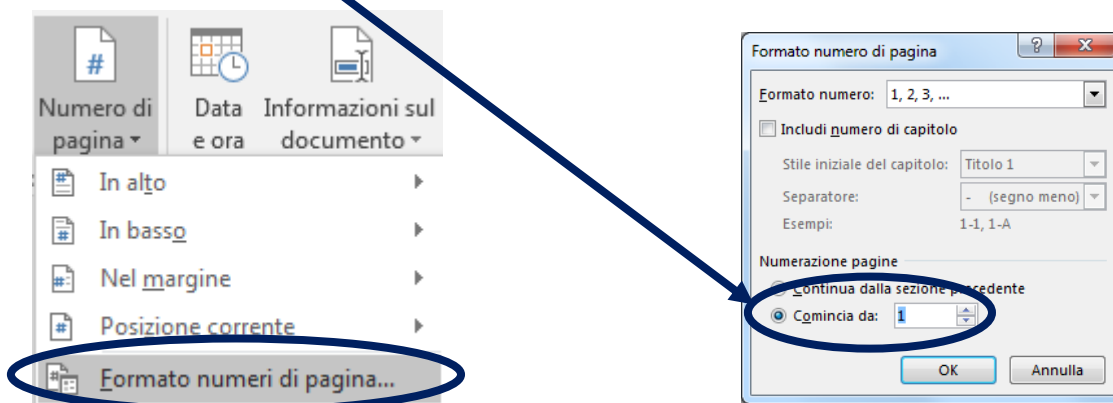 #
Numero di
pagina
Data
e ora
Informazioni sul
documento
In alto
In basso
Nel margine
Posizione corrente
Formato numeri di pagina...
Formato numero di pagina
?
Formato numero: 1, 2, 3, ...
Includi numero di capitolo
Stile iniziale del capitolo: Titolo 1
Separatore: - (segno meno)
Esempi: 1-1, 1-A
Numerazione pagine
Continua dalla sezione precedente
Comincia da: 1
OK Annulla